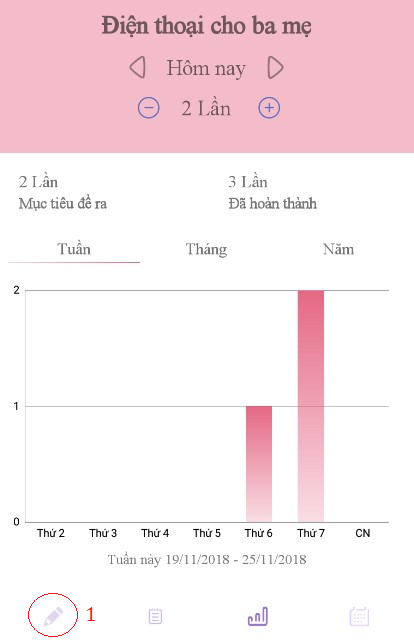 Điện thoại cho ba mẹ
Hôm nay
2 Lần
2 Lần
3 Lần
Mục tiêu đề ra
Đã hoàn thành
Tuần
Tháng
Năm
2
1
0
Thứ 2 Thứ 3 Thứ 4 Thứ 5 Thứ 6 Thứ 7 CN
Tuần này 19/11/2018 - 25/11/2018
1